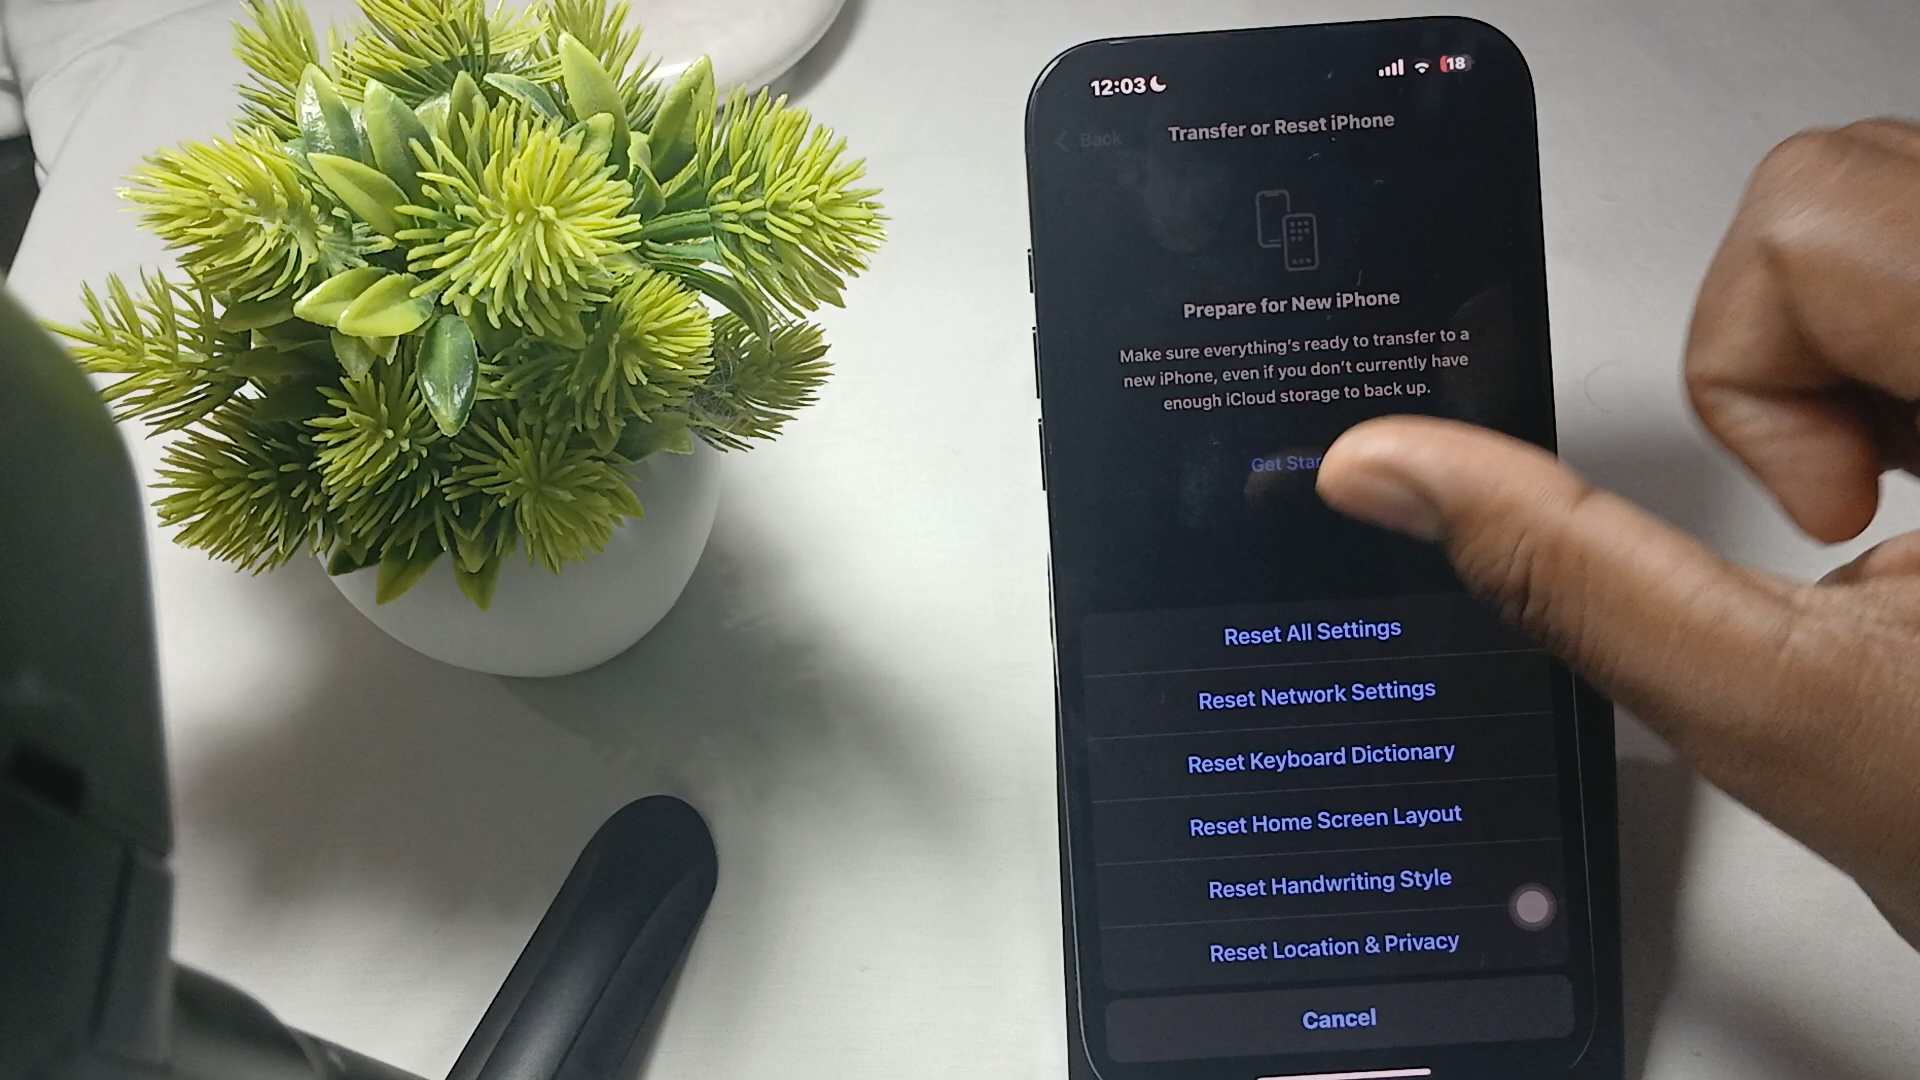 12:03
18
Back
Transfer or Reset iPhone
Prepare for New iPhone
Make sure everything's ready to transfer to a
new iPhone, even if you don't currently have
enough iCloud storage to back up.
Get
Reset All Settings
Reset Network Settings
Reset Keyboard Dictionary
Reset Home Screen Layout
Reset Handwriting Style
Reset Location & Privacy
Cancel